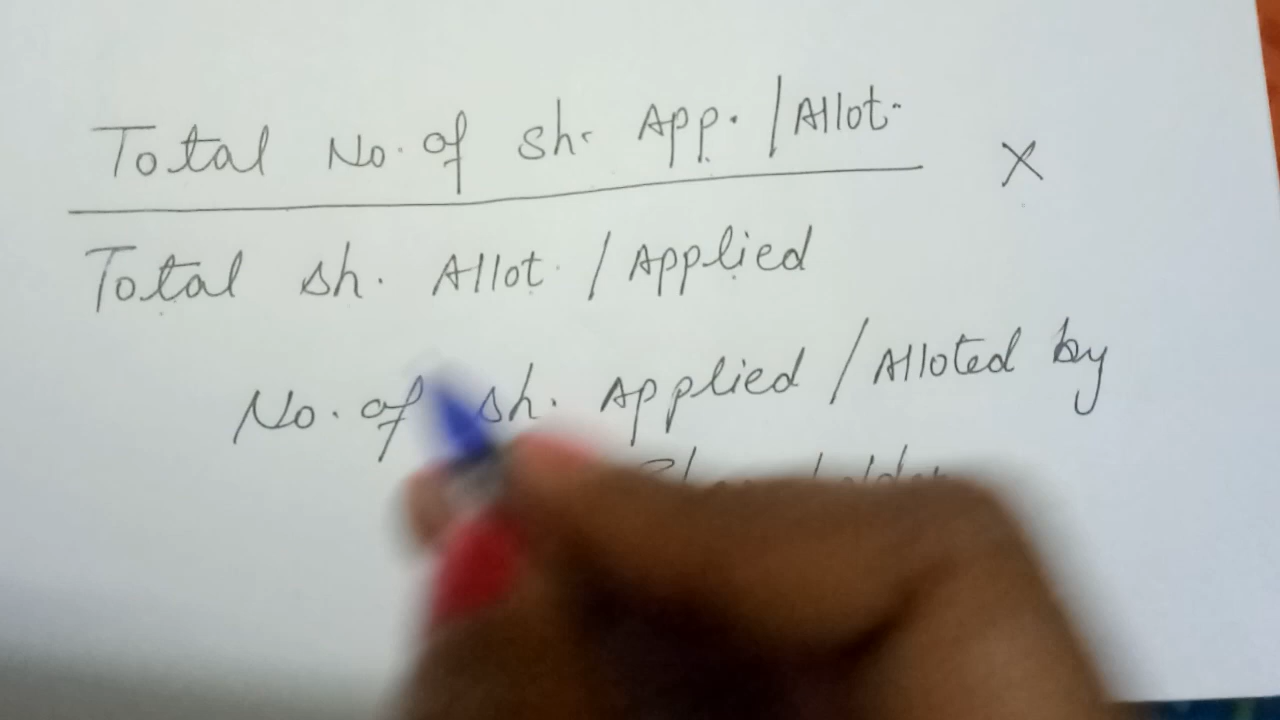 Total No. of Sh. App. / Allot. X
Total Sh. Allot. / Applied
No. of Sh. Applied / Alloted by